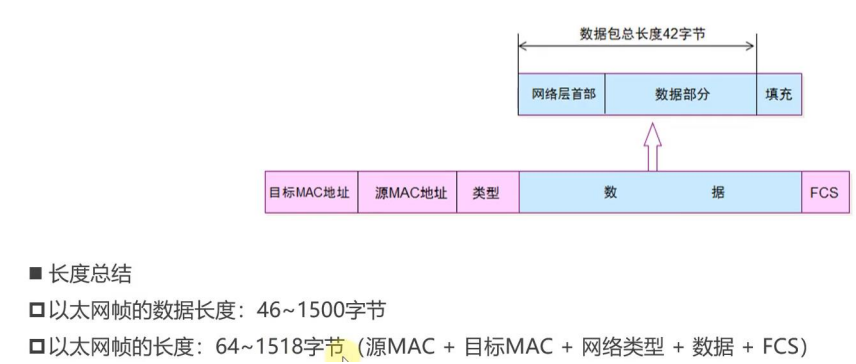 数据包总长度42字节
网络层首部 数据部分 填充
目标MAC地址 源MAC地址 类型 数 据 FCS
■ 长度总结
以太网帧的数据长度：46~1500字节
以太网帧的长度：64~1518字节（源MAC + 目标MAC + 网络类型 + 数据 + FCS）